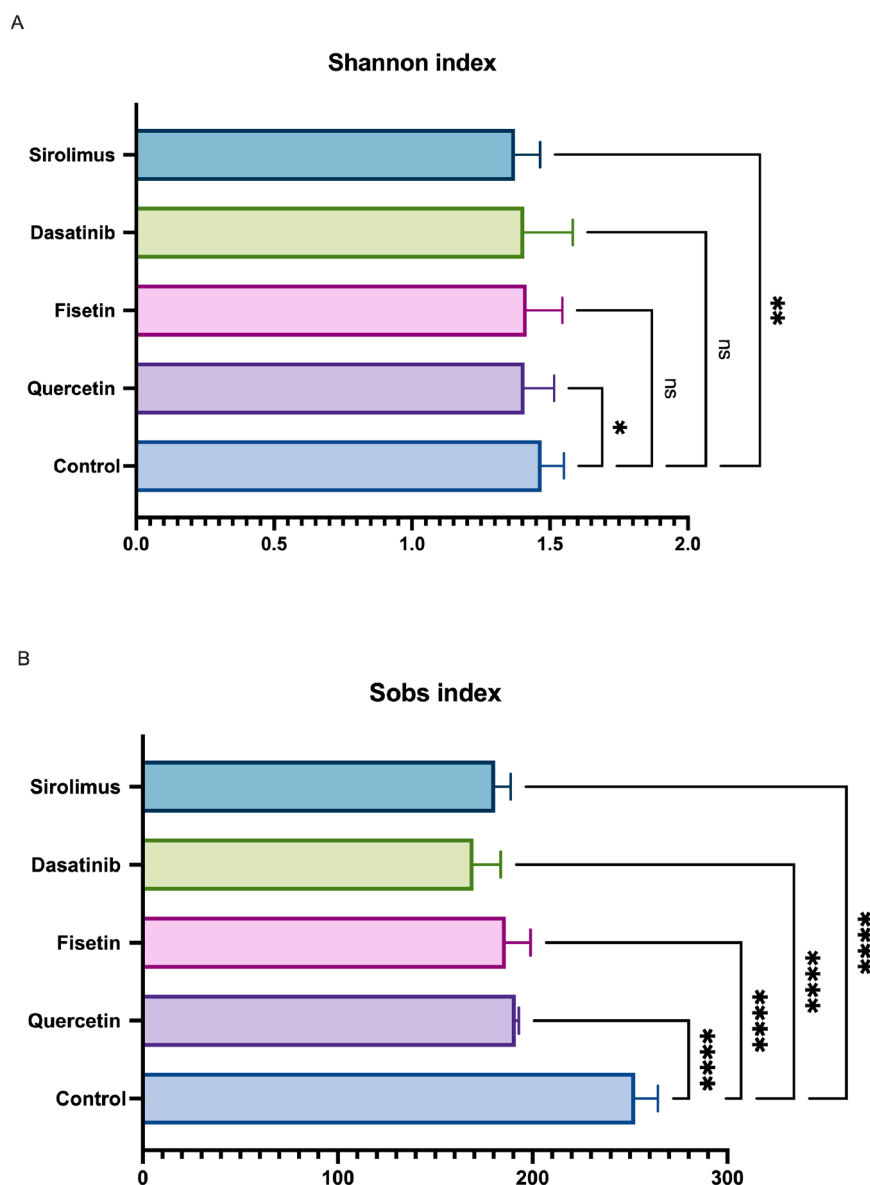 A
Shannon index
Sirolimus
Dasatinib
Fisetin
Quercetin
Control
**
ns
ns
*
0.0 0.5 1.0 1.5 2.0
B
Sobs index
Sirolimus
Dasatinib
Fisetin
Quercetin
Control
****
****
****
****
0 100 200 300